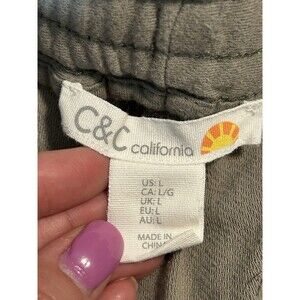 C&C california
US: L
CA: L/G
UK: L
EU: L
AU: L
MADE IN
CHINA